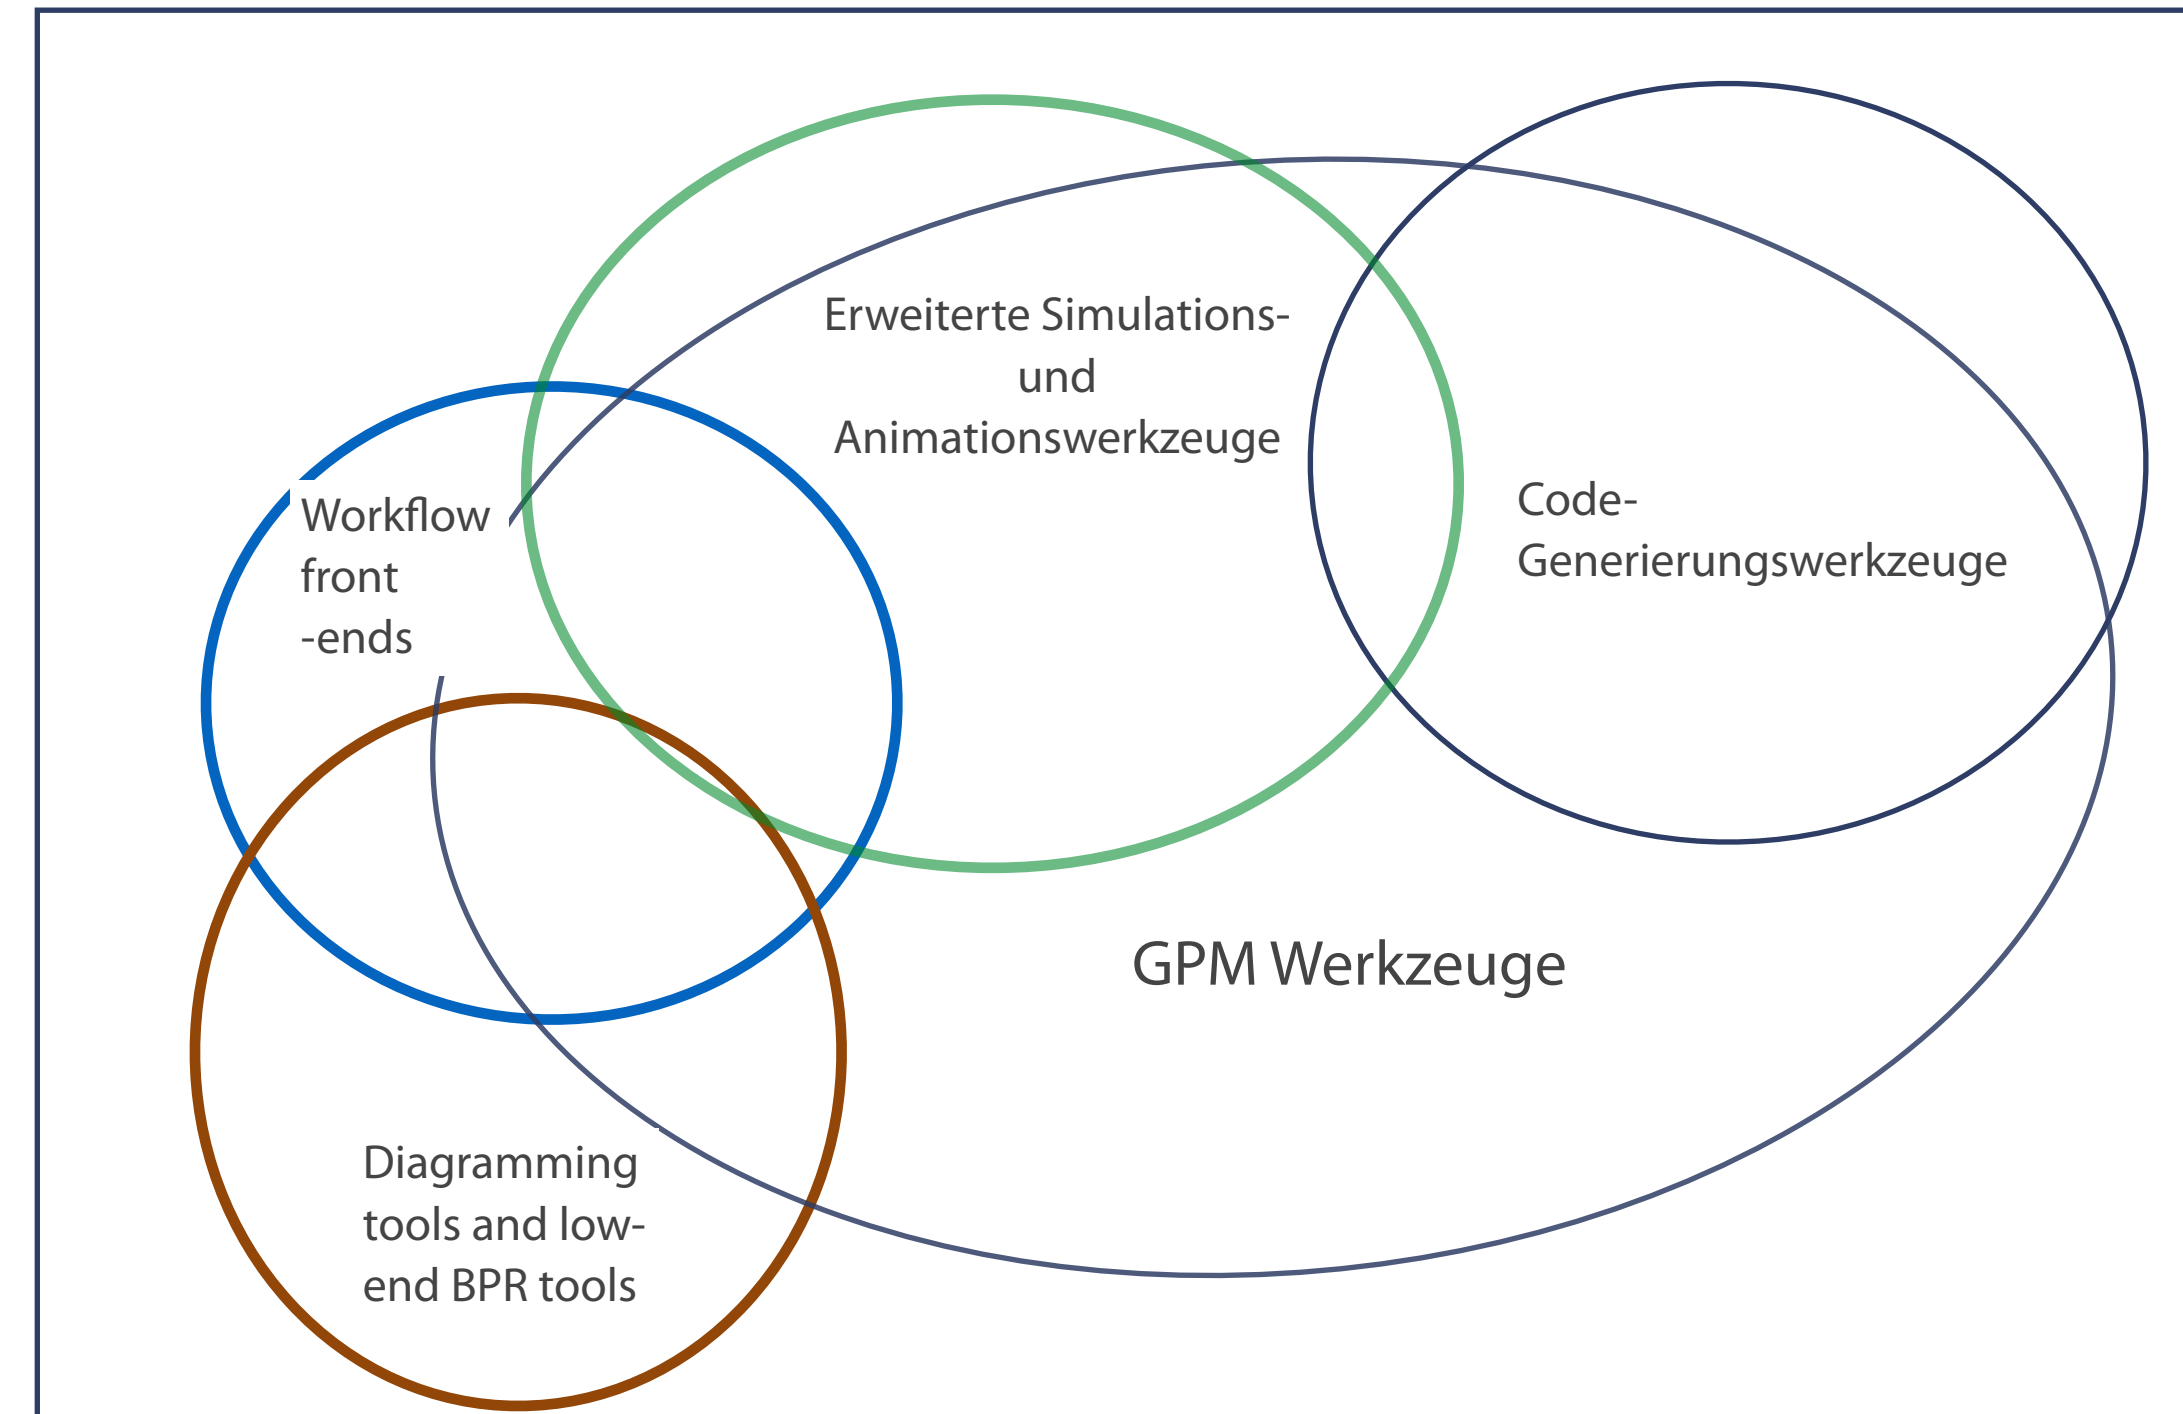 Erweiterte Simulations-
und
Animationswerkzeuge
Workflow
front
-ends
Code-
Generierungswerkzeuge
GPM Werkzeuge
Diagramming
tools and low-
end BPR tools